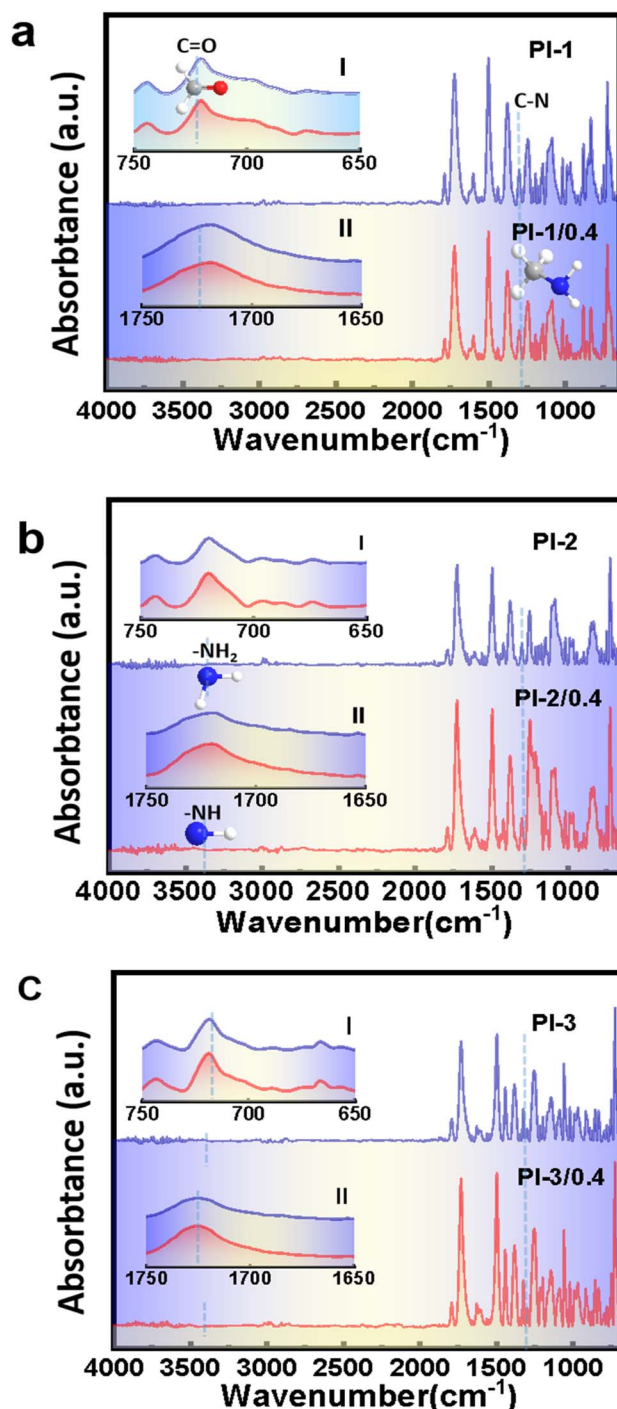 a
C=O
I
PI-1
C-N
750 700 650
II
PI-1/0.4
1750 1700 1650
Absorbtance (a.u.)
4000 3500 3000 2500 2000 1500 1000
Wavenumber(cm⁻¹)
b
I
PI-2
750 700 650
-NH₂
II
PI-2/0.4
1750 1700 1650
-NH
Absorbtance (a.u.)
4000 3500 3000 2500 2000 1500 1000
Wavenumber(cm⁻¹)
c
I
PI-3
750 700 650
II
PI-3/0.4
1750 1700 1650
Absorbtance (a.u.)
4000 3500 3000 2500 2000 1500 1000
Wavenumber(cm⁻¹)